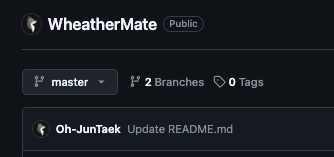 WheatherMate Public
master 2 Branches 0 Tags
Oh-JunTaek Update README.md